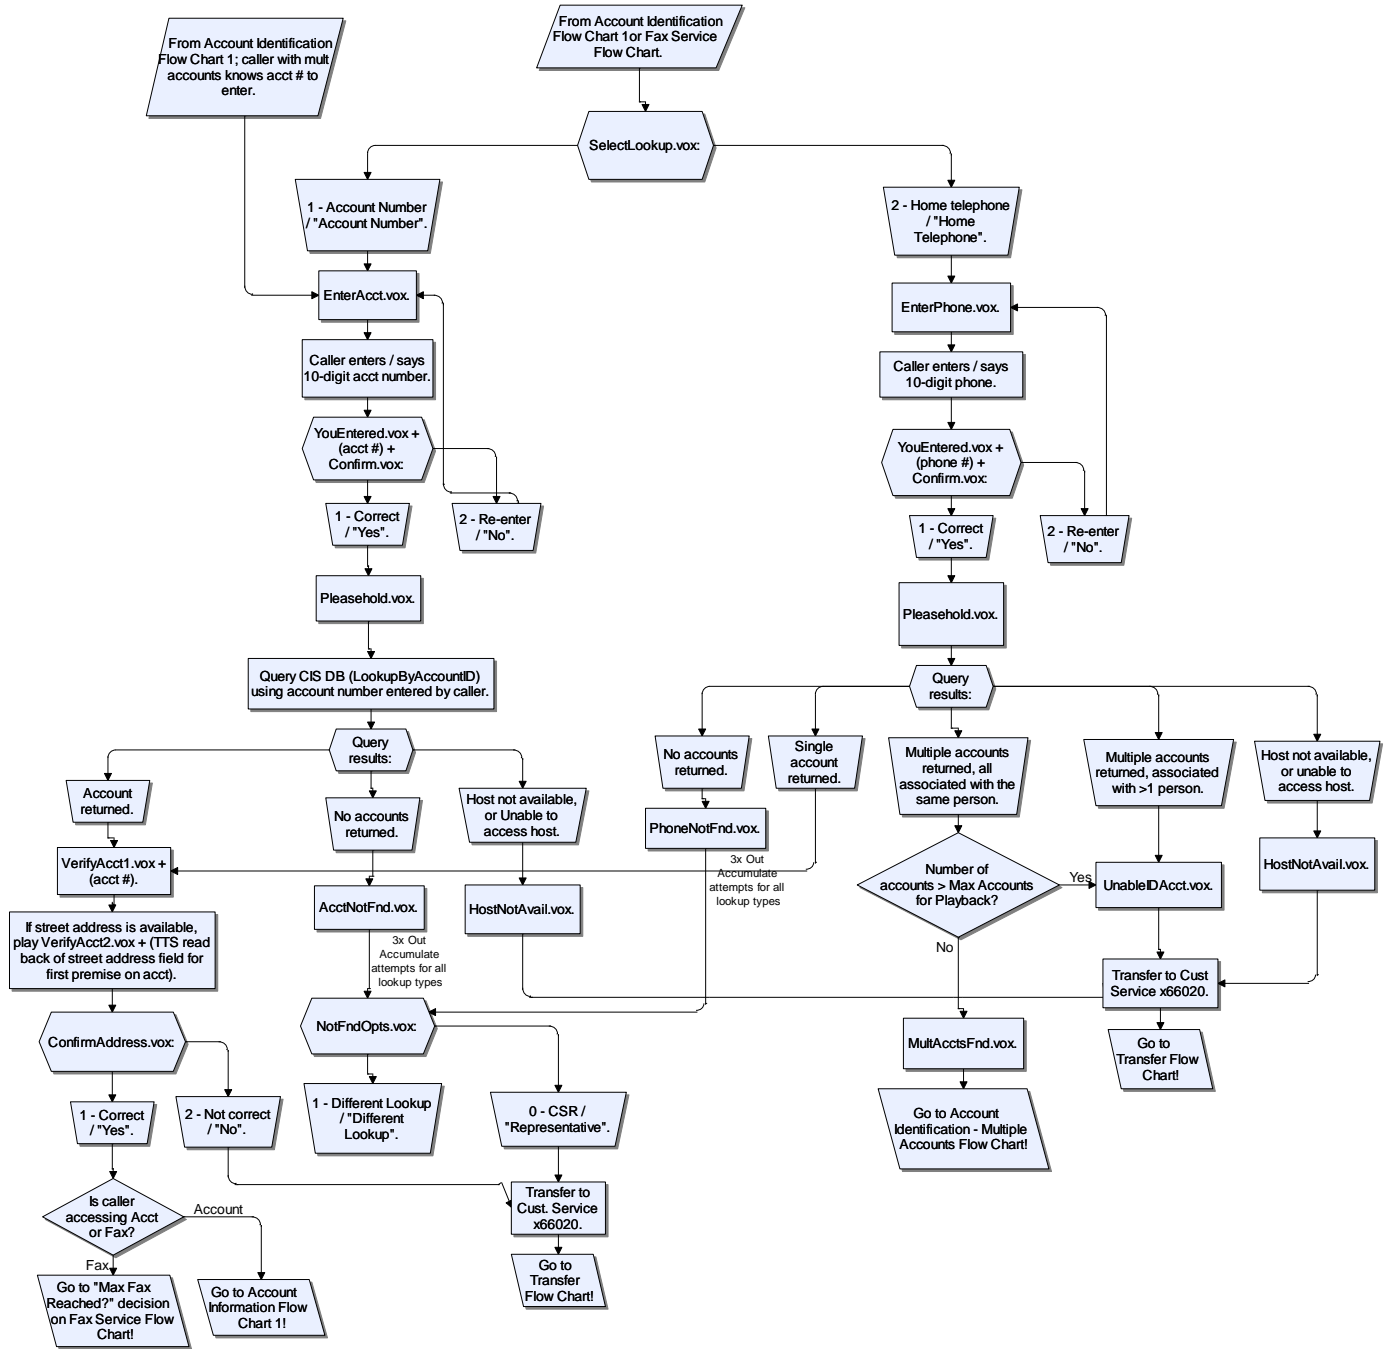 From Account Identification
Flow Chart 1; caller with mult
accounts knows acct # to
enter.
From Account Identification
Flow Chart 1or Fax Service
Flow Chart.
SelectLookup.vox:
1 - Account Number
/ "Account Number".
2 - Home telephone
/ "Home
Telephone".
EnterAcct.vox.
EnterPhone.vox.
Caller enters / says
10-digit acct number.
Caller enters / says
10-digit phone.
YouEntered.vox +
(acct #) +
Confirm.vox:
YouEntered.vox +
(phone #) +
Confirm.vox:
1 - Correct
/ "Yes".
2 - Re-enter
/ "No".
1 - Correct
/ "Yes".
2 - Re-enter
/ "No".
Pleasehold.vox.
Pleasehold.vox.
Query CIS DB (LookupByAccountID)
using account number entered by caller.
Query
results:
Query
results:
Account
returned.
No accounts
returned.
Host not available,
or Unable to
access host.
No accounts
returned.
Single
account
returned.
Multiple accounts
returned, all
associated with the
same person.
Multiple accounts
returned, associated
with >1 person.
Host not available,
or unable to
access host.
VerifyAcct1.vox +
(acct #).
PhoneNotFnd.vox.
3x Out
Accumulate
attempts for all
lookup types
Number of
accounts > Max Accounts
for Playback?
Yes
No
UnableIDAcct.vox.
HostNotAvail.vox.
AcctNotFnd.vox.
HostNotAvail.vox.
If street address is available,
play VerifyAcct2.vox + (TTS read
back of street address field for
first premise on acct).
3x Out
Accumulate
attempts for all
lookup types
Transfer to Cust
Service x66020.
NotFndOpts.vox:
MultAcctsFnd.vox.
Go to
Transfer Flow
Chart!
ConfirmAddress.vox:
1 - Correct
/ "Yes".
2 - Not correct
/ "No".
1 - Different Lookup
/ "Different
Lookup".
0 - CSR /
"Representative".
Go to Account
Identification - Multiple
Accounts Flow Chart!
Is caller
accessing Acct
or Fax?
Account
Fax
Transfer to
Cust. Service
x66020.
Go to "Max Fax
Reached?" decision
on Fax Service Flow
Chart!
Go to Account
Information Flow
Chart 1!
Go to
Transfer
Flow Chart!